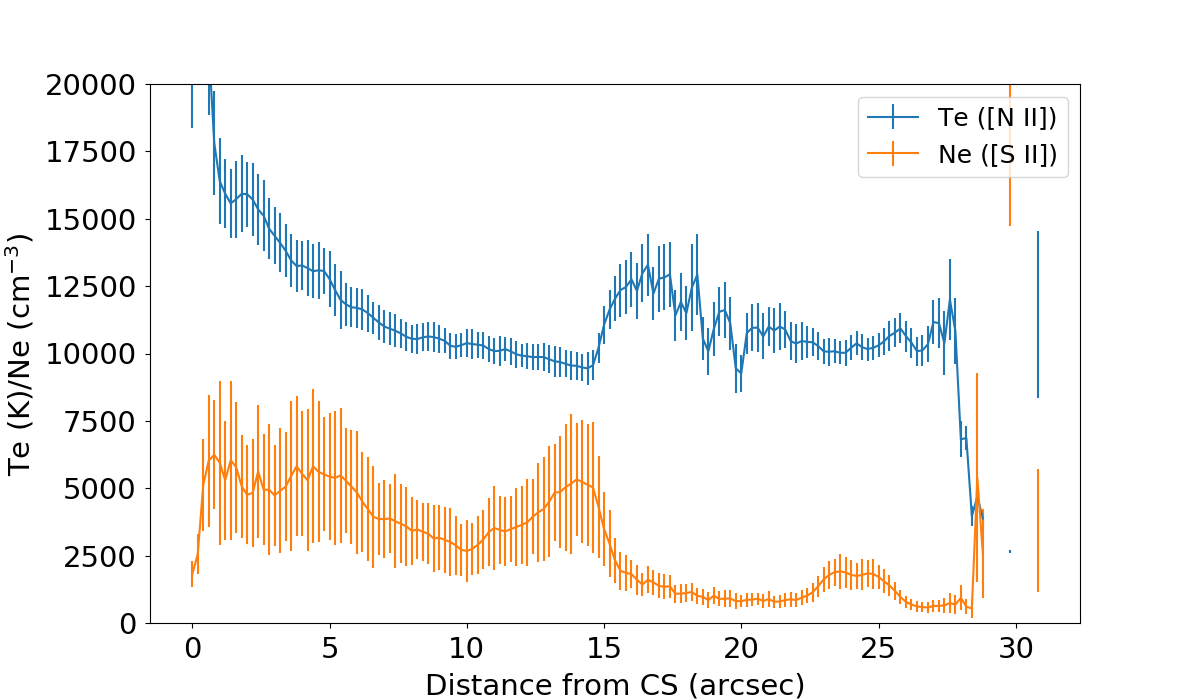 20000
17500
15000
12500
10000
7500
5000
2500
0
Te (K)/Ne (cm⁻³)
Te ([N II])
Ne ([S II])
0 5 10 15 20 25 30
Distance from CS (arcsec)